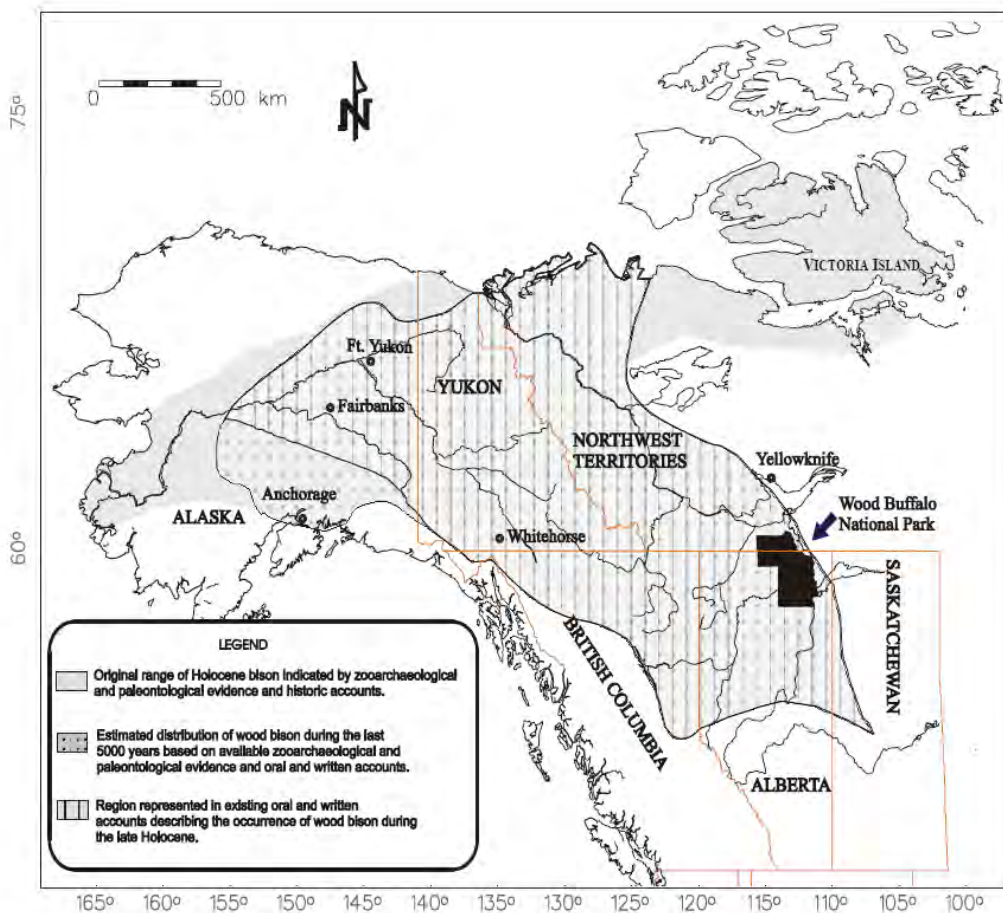 75°
0 500 km
N
VICTORIA ISLAND
Ft. Yukon
YUKON
Fairbanks
NORTHWEST
TERRITORIES
Yellowknife
Wood Buffalo
National Park
Anchorage
ALASKA
Whitehorse
60°
SASKATCHEWAN
BRITISH COLUMBIA
ALBERTA
LEGEND
Original range of Holocene bison indicated by zooarchaeological
and paleontological evidence and historic accounts.
Estimated distribution of wood bison during the last
5000 years based on available zooarchaeological and
paleontological evidence and oral and written accounts.
Region represented in existing oral and written
accounts describing the occurrence of wood bison during
the late Holocene.
165° 160° 155° 150° 145° 140° 135° 130° 125° 120° 115° 110° 105° 1000°